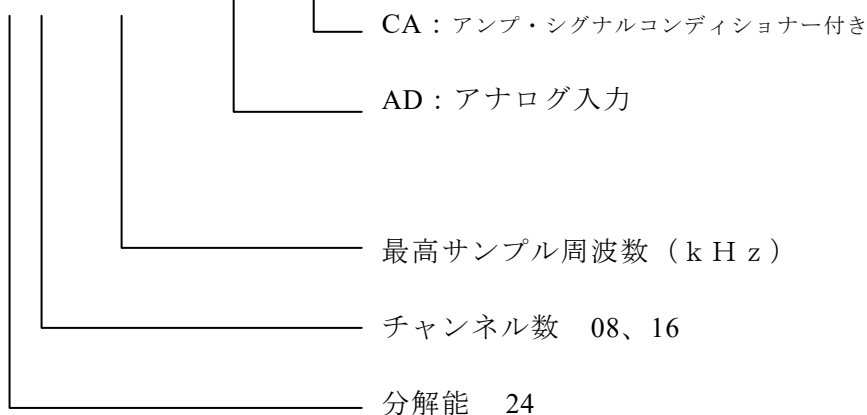 CA：アンプ・シグナルコンディショナー付き
AD：アナログ入力
最高サンプル周波数（ｋＨｚ）
チャンネル数　08、16
分解能　24